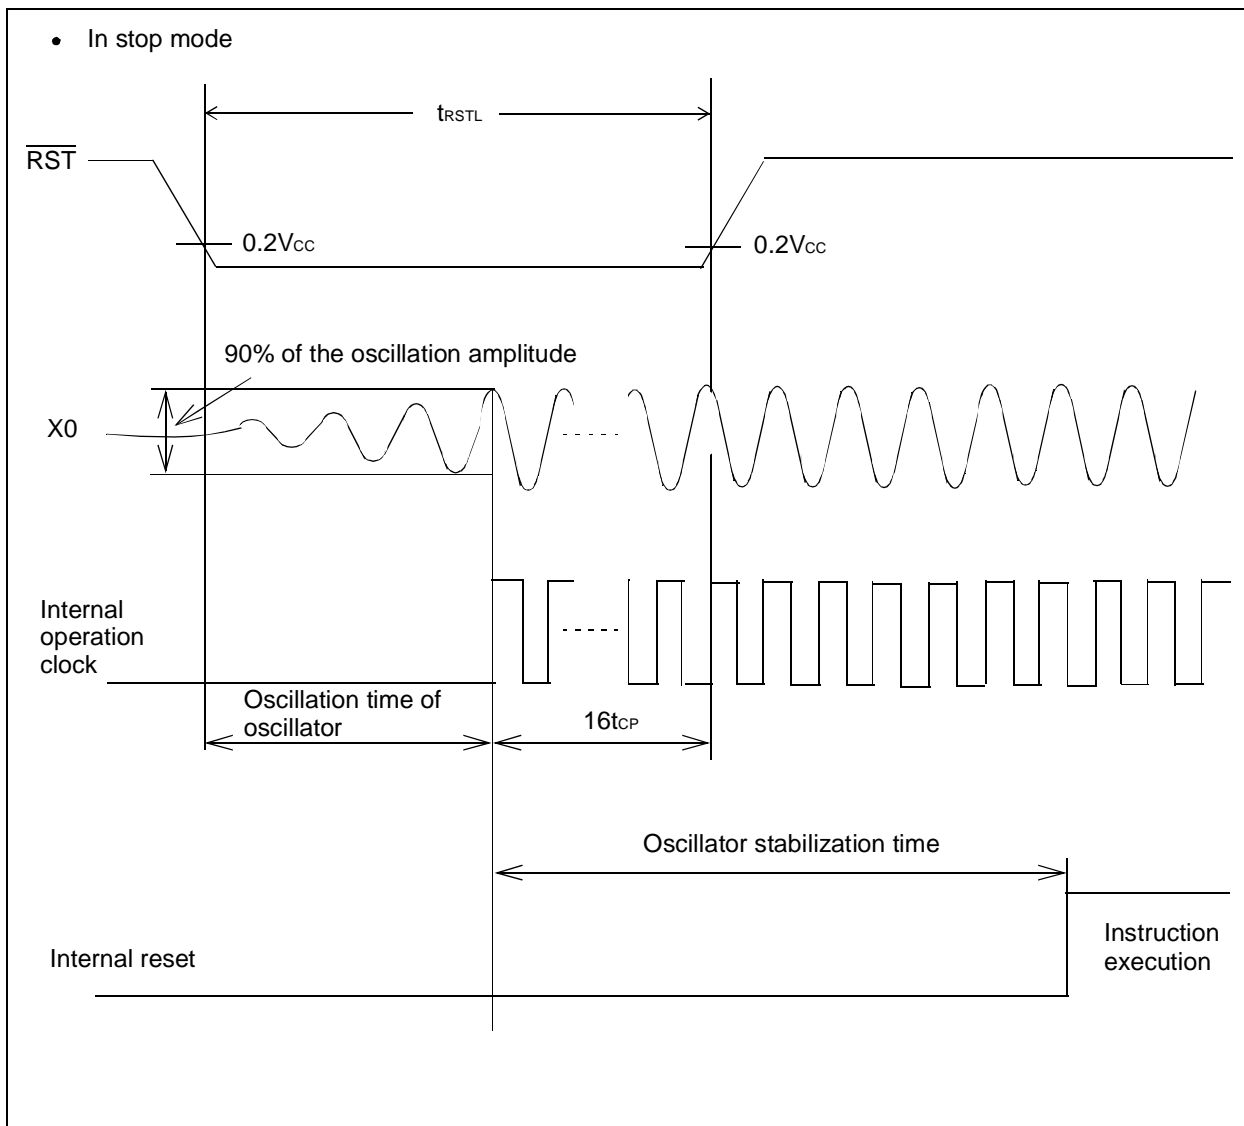 • In stop mode
tRSTL
RST
0.2VCC
0.2VCC
90% of the oscillation amplitude
X0
Internal
operation
clock
Oscillation time of
oscillator
16tCP
Oscillator stabilization time
Instruction
execution
Internal reset